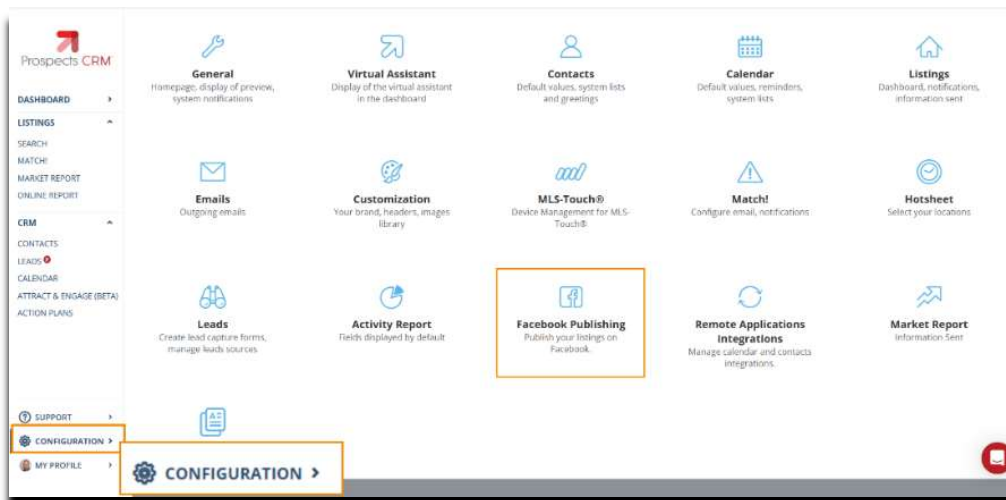 Prospects CRM
DASHBOARD
LISTINGS
SEARCH
MATCH!
MARKET REPORT
ONLINE REPORT
CRM
CONTACTS
LEADS
CALENDAR
ATTRACT & ENGAGE (BETA)
ACTION PLANS
SUPPORT
CONFIGURATION
MY PROFILE
General
Homepage, display of preview,
system notifications
Virtual Assistant
Display of the virtual assistant
in the dashboard
Contacts
Default values, system lists
and greetings
Calendar
Default values, reminders,
system lists
Listings
Dashboard, notifications,
information sent
Emails
Outgoing emails
Customization
Your brand, headers, images
library
MLS-Touch®
Device Management for MLS-
Touch®
Match!
Configure email, notifications
Hotsheet
Select your locations
Leads
Create lead capture forms,
manage leads sources
Activity Report
Fields displayed by default
Facebook Publishing
Publish your listings on
Facebook.
Remote Applications
Integrations
Manage calendar and contacts
integrations.
Market Report
Information Sent
CONFIGURATION